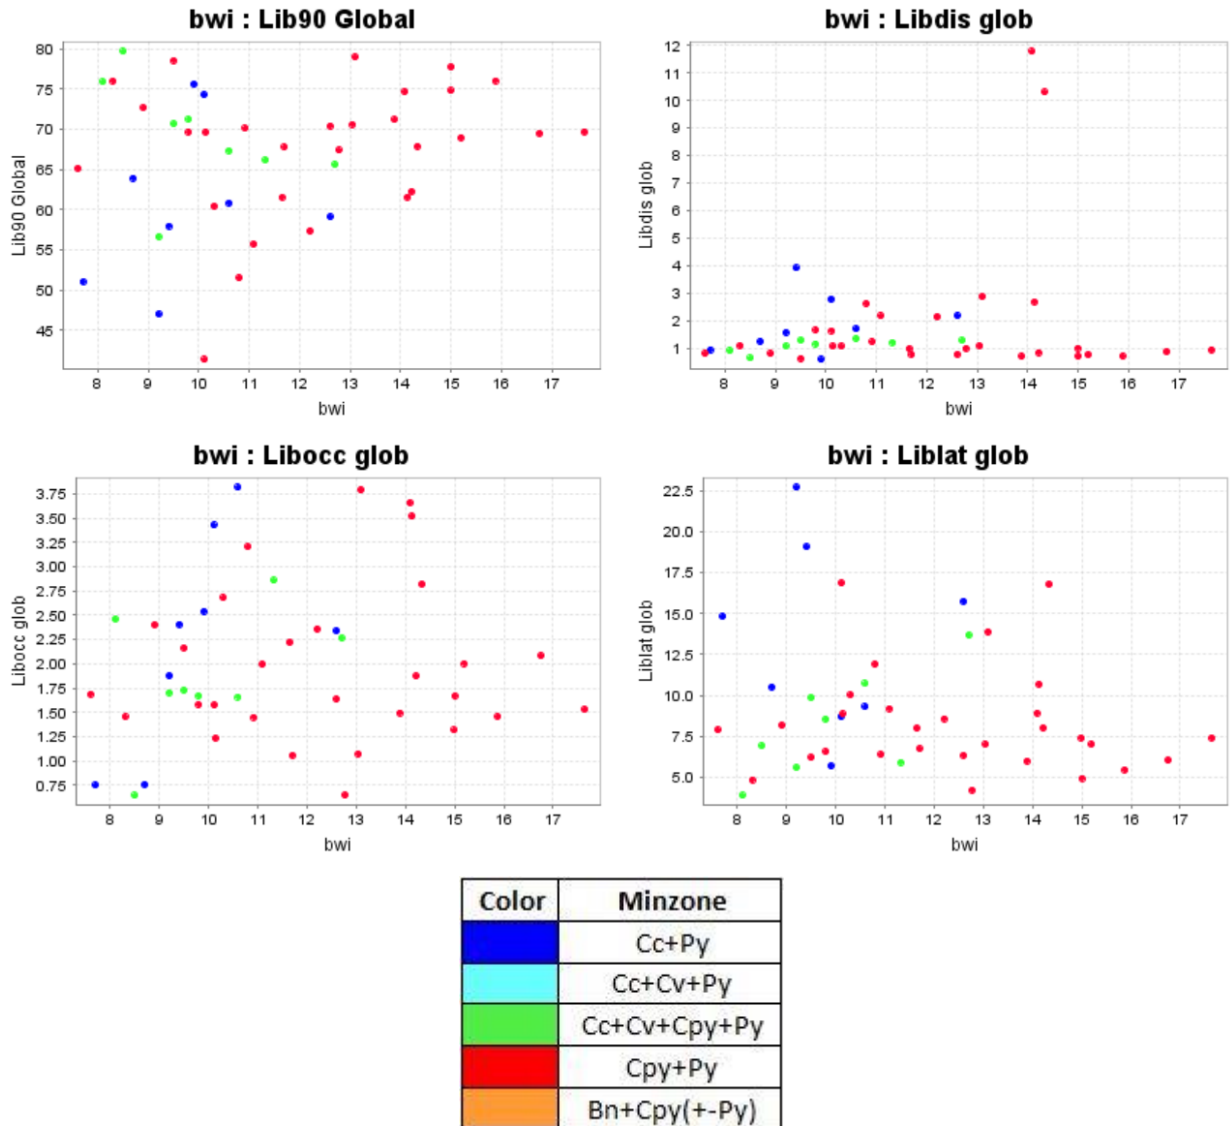 bwi : Lib90 Global
80
75
70
65
60
55
50
45
Lib90 Global
8 9 10 11 12 13 14 15 16 17
bwi
bwi : Libdis glob
12
11
10
9
8
7
6
5
4
3
2
1
Libdis glob
8 9 10 11 12 13 14 15 16 17
bwi
bwi : Libocc glob
3.75
3.50
3.25
3.00
2.75
2.50
2.25
2.00
1.75
1.50
1.25
1.00
0.75
Libocc glob
8 9 10 11 12 13 14 15 16 17
bwi
bwi : Liblat glob
22.5
20.0
17.5
15.0
12.5
10.0
7.5
5.0
Liblat glob
8 9 10 11 12 13 14 15 16 17
bwi
Color Minzone
Cc+Py
Cc+Cv+Py
Cc+Cv+Cpy+Py
Cpy+Py
Bn+Cpy(+-Py)